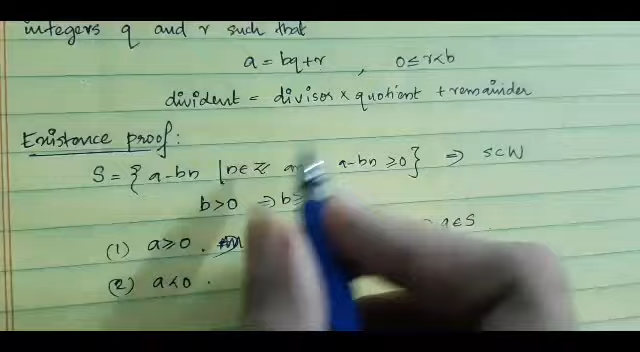 integers q and r such that
a = bq+r , 0≤r<b
divident = divisor × quotient + remainder
Existance proof:
S = { a-bn | n∈ℤ a-bn ≥0} ⇒ S⊂W
b>0 ⇒ b≥
(1) a≥0 . a∈S
(2) a<0 .